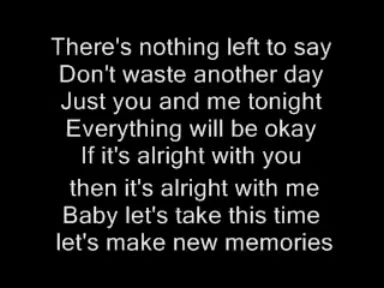 There's nothing left to say
Don't waste another day
Just you and me tonight
Everything will be okay
If it's alright with you
then it's alright with me
Baby let's take this time
let's make new memories